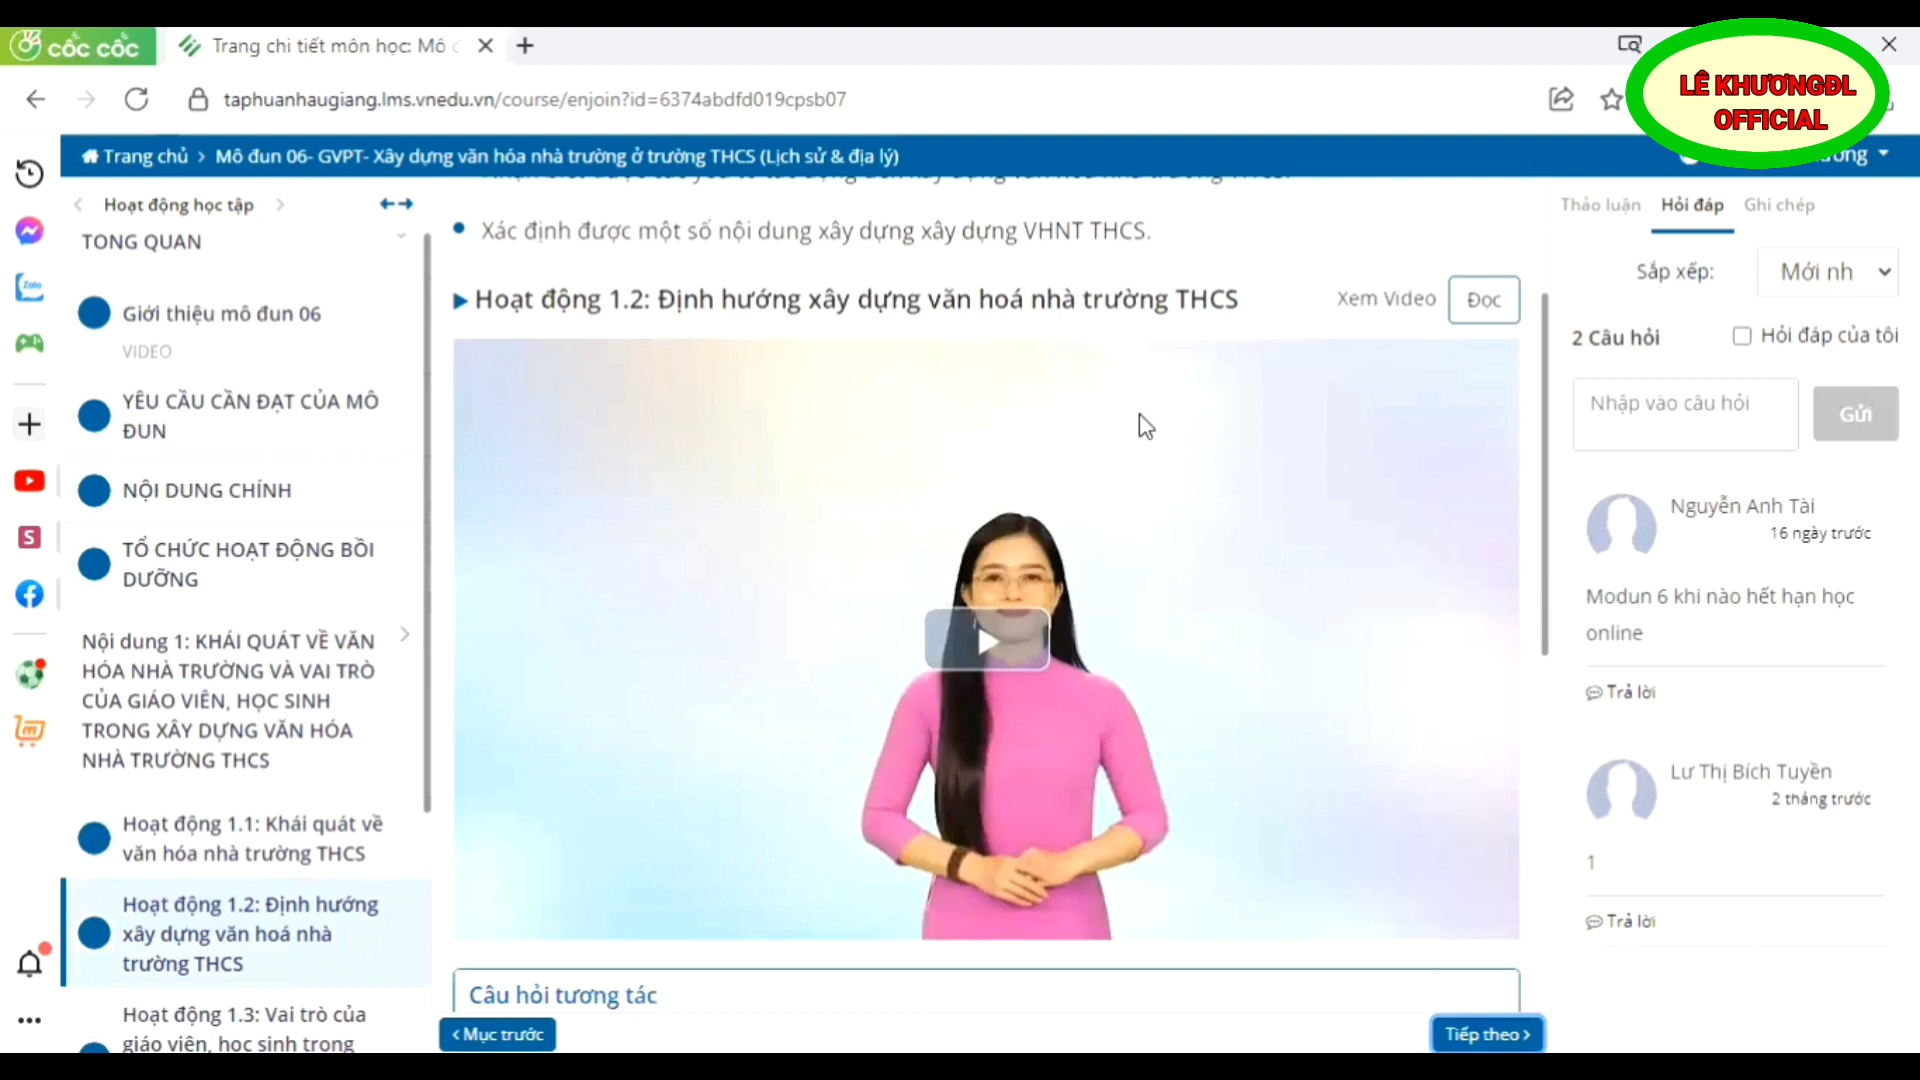 cốc cốc
Trang chi tiết môn học: Mô
taphuanhaugiang.lms.vnedu.vn/course/enjoin?id=6374abdfd019cpsb07
LÊ KHƯƠNGĐL
OFFICIAL
Trang chủ > Mô đun 06- GVPT- Xây dựng văn hóa nhà trường ở trường THCS (Lịch sử & địa lý)
Hoạt động học tập
TONG QUAN
Giới thiệu mô đun 06
VIDEO
YÊU CẦU CẦN ĐẠT CỦA MÔ
ĐUN
NỘI DUNG CHÍNH
TỔ CHỨC HOẠT ĐỘNG BỒI
DƯỠNG
Nội dung 1: KHÁI QUÁT VỀ VĂN
HÓA NHÀ TRƯỜNG VÀ VAI TRÒ
CỦA GIÁO VIÊN, HỌC SINH
TRONG XÂY DỰNG VĂN HÓA
NHÀ TRƯỜNG THCS
Hoạt động 1.1: Khái quát về
văn hóa nhà trường THCS
Hoạt động 1.2: Định hướng
xây dựng văn hoá nhà
trường THCS
Hoạt động 1.3: Vai trò của
giáo viên, học sinh trong
Zalo
S
m
Xác định được một số nội dung xây dựng xây dựng VHNT THCS.
Hoạt động 1.2: Định hướng xây dựng văn hoá nhà trường THCS
Xem Video
Đọc
Câu hỏi tương tác
Mục trước
Tiếp theo
Thảo luận
Hỏi đáp
Ghi chép
Sắp xếp:
Mới nh
2 Câu hỏi
Hỏi đáp của tôi
Nhập vào câu hỏi
Gửi
Nguyễn Anh Tài
16 ngày trước
Modun 6 khi nào hết hạn học
online
Trả lời
Lư Thị Bích Tuyền
2 tháng trước
1
Trả lời